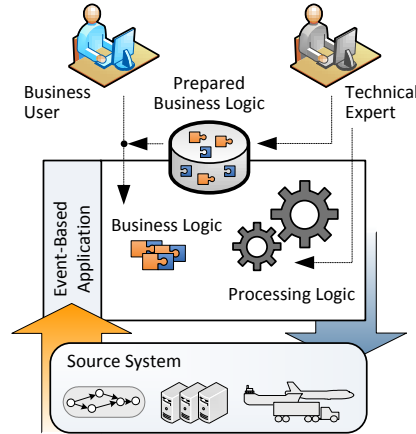 Business
User
Prepared
Business Logic
Technical
Expert
Event-Based
Application
Business Logic
Processing Logic
Source System